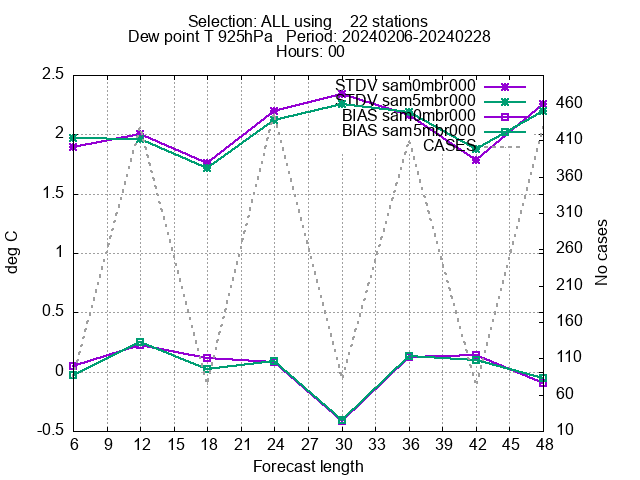 Selection: ALL using    22 stations
Dew point T 925hPa   Period: 20240206-20240228
Hours: 00
STDV sam0mbr000
STDV sam5mbr000
BIAS sam0mbr000
BIAS sam5mbr000
CASES
2.5
2
1.5
1
0.5
0
-0.5
deg C
460
410
360
310
260
210
160
110
60
10
No cases
6 9 12 15 18 21 24 27 30 33 36 39 42 45 48
Forecast length